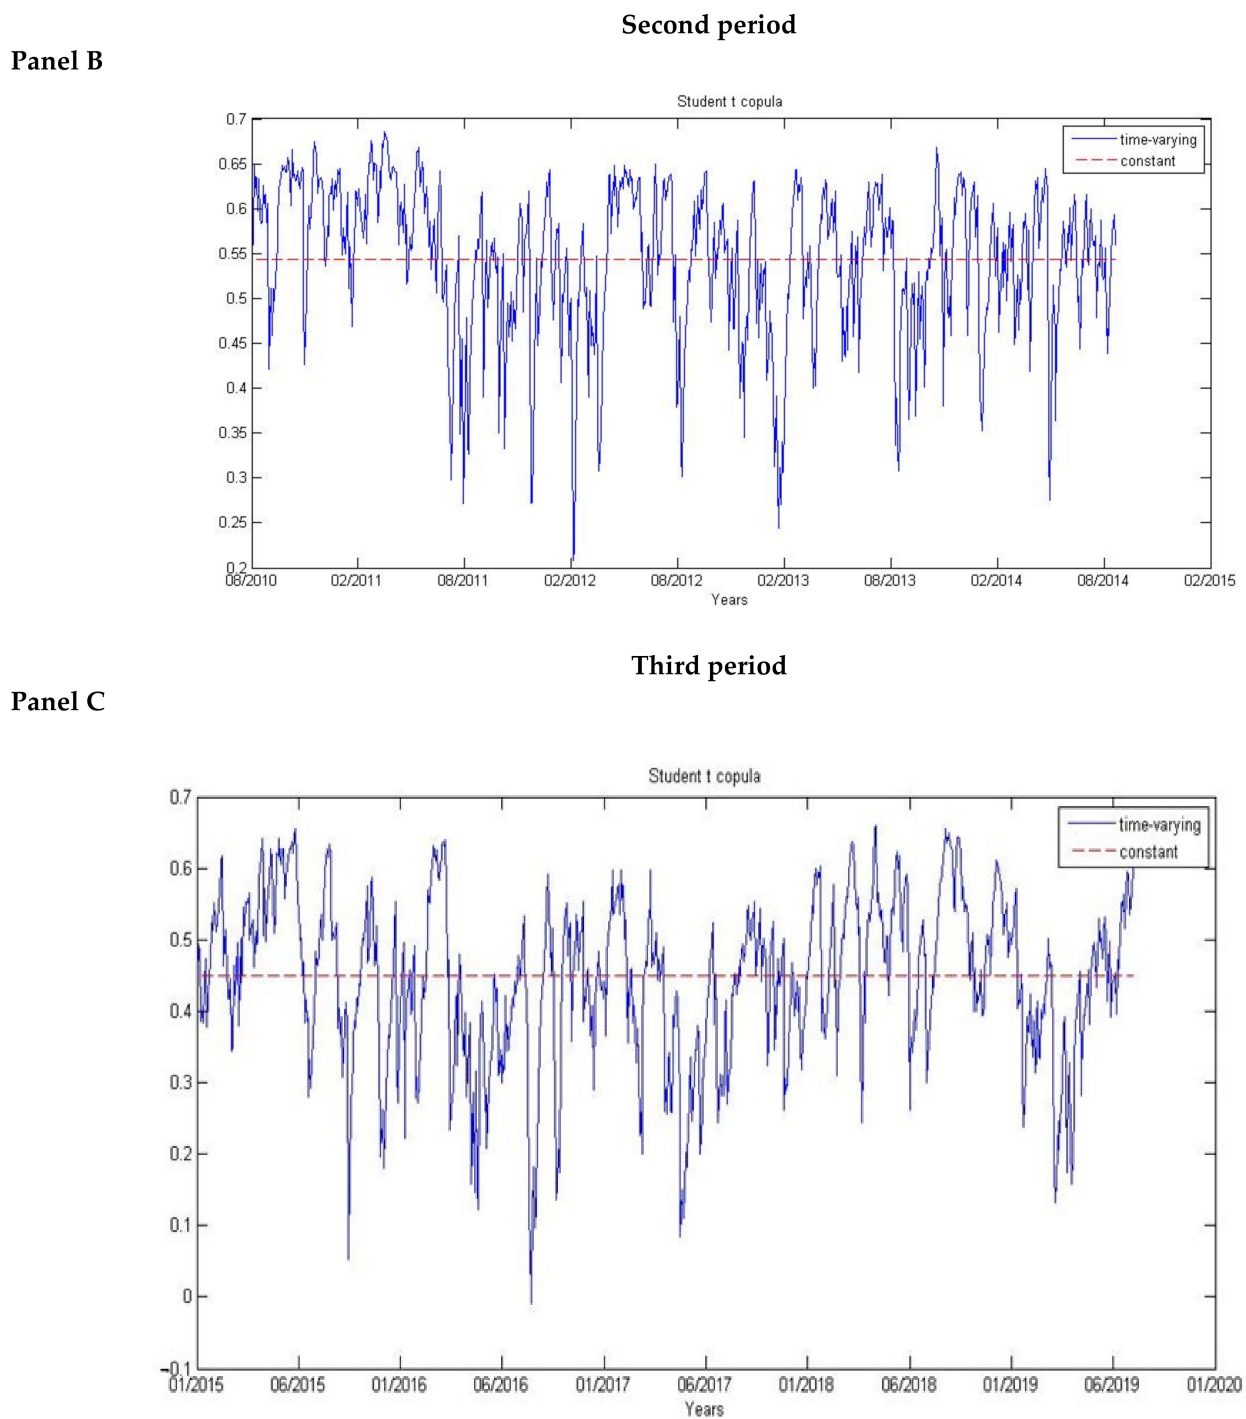 Second period
Panel B
Student t copula
0.7
0.65
0.6
0.55
0.5
0.45
0.4
0.35
0.3
0.25
0.2
time-varying
constant
08/2010 02/2011 08/2011 02/2012 08/2012 02/2013 08/2013 02/2014 08/2014 02/2015
Years
Third period
Panel C
Student t copula
0.7
0.6
0.5
0.4
0.3
0.2
0.1
0
-0.1
time-varying
constant
01/2015 06/2015 01/2016 06/2016 01/2017 06/2017 01/2018 06/2018 01/2019 06/2019 01/2020
Years